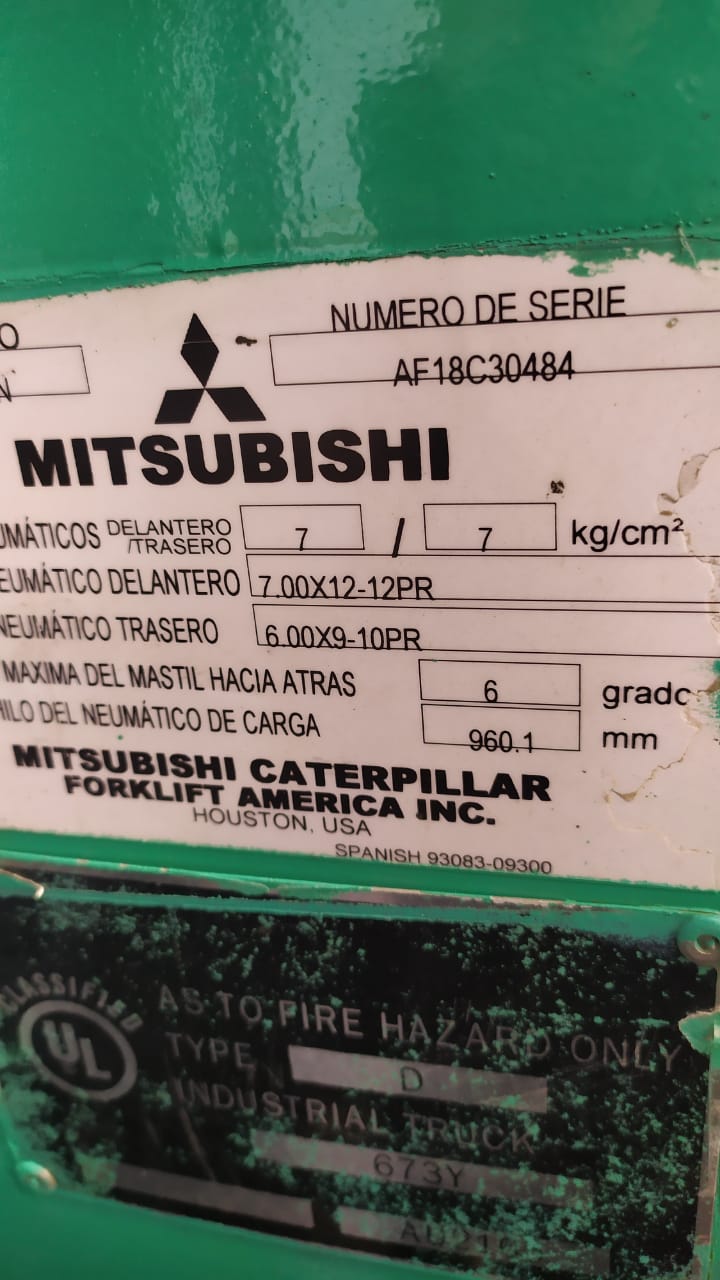 NUMERO DE SERIE
AF18C30484
MITSUBISHI
DELANTERO
/TRASERO
7 / 7 kg/cm²
DELANTERO 7.00X12-12PR
TRASERO 6.00X9-10PR
MAXIMA DEL MASTIL HACIA ATRAS 6
DEL NEUMÁTICO DE CARGA 960.1 mm
MITSUBISHI CATERPILLAR
FORKLIFT AMERICA INC.
HOUSTON, USA
SPANISH 93083-09300
CLASSIFIED
UL
AS TO FIRE HAZARD ONLY
TYPE D
INDUSTRIAL TRUCK
673Y